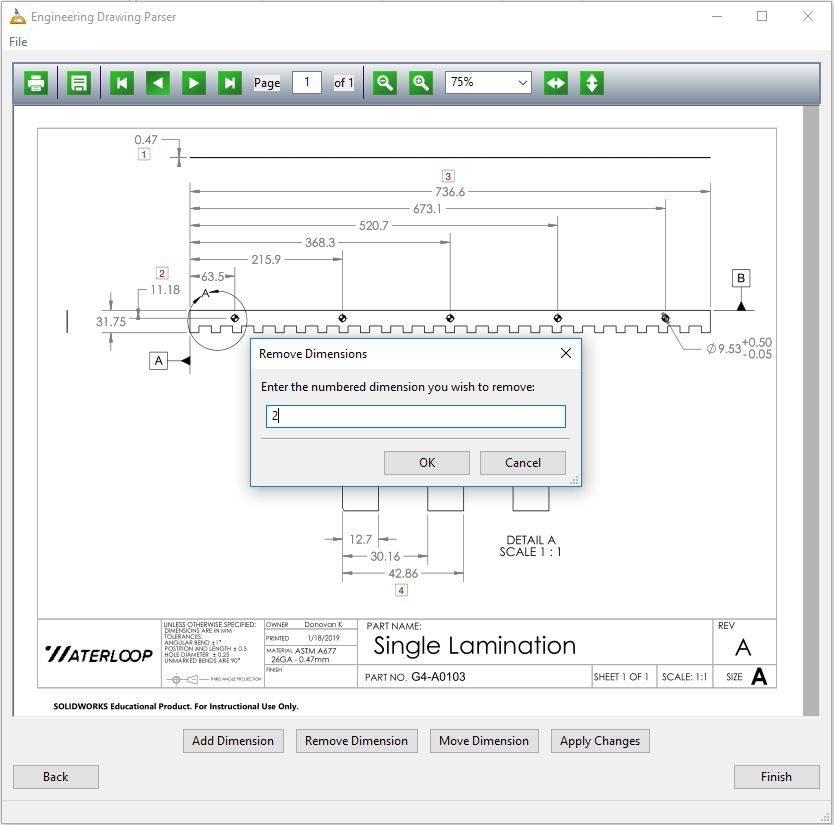 Engineering Drawing Parser
File
Page 1 of 1 75%
0.47
1
3
736.6
673.1
520.7
368.3
215.9
2
63.5
11.18
A
B
31.75
A
Ø9.53 +0.50
-0.05
Remove Dimensions
Enter the numbered dimension you wish to remove:
2
OK Cancel
12.7
30.16
42.86
4
DETAIL A
SCALE 1 : 1
WATERLOOP
UNLESS OTHERWISE SPECIFIED:
DIMENSIONS ARE IN MM
TOLERANCES:
ANGULAR BEND ±1°
POSITION AND LENGTH ± 0.5
HOLE DIAMETER ± 0.25
UNMARKED BENDS ARE 90°
THIRD ANGLE PROJECTION
OWNER Donovan K
PRINTED 1/18/2019
MATERIAL ASTM A677
26GA - 0.47mm
FINISH
PART NAME:
Single Lamination
REV
A
PART NO. G4-A0103
SHEET 1 OF 1
SCALE: 1:1
SIZE A
SOLIDWORKS Educational Product. For Instructional Use Only.
Add Dimension Remove Dimension Move Dimension Apply Changes
Back Finish